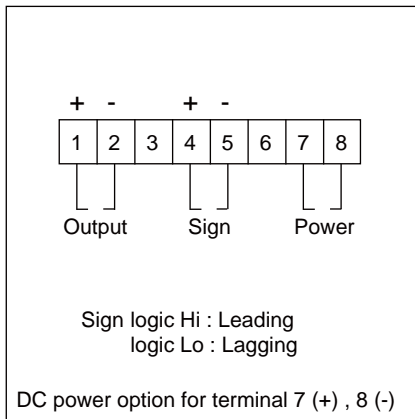 + - + -
1 2 3 4 5 6 7 8
Output Sign Power
Sign logic Hi : Leading
logic Lo : Lagging
DC power option for terminal 7 (+) , 8 (-)